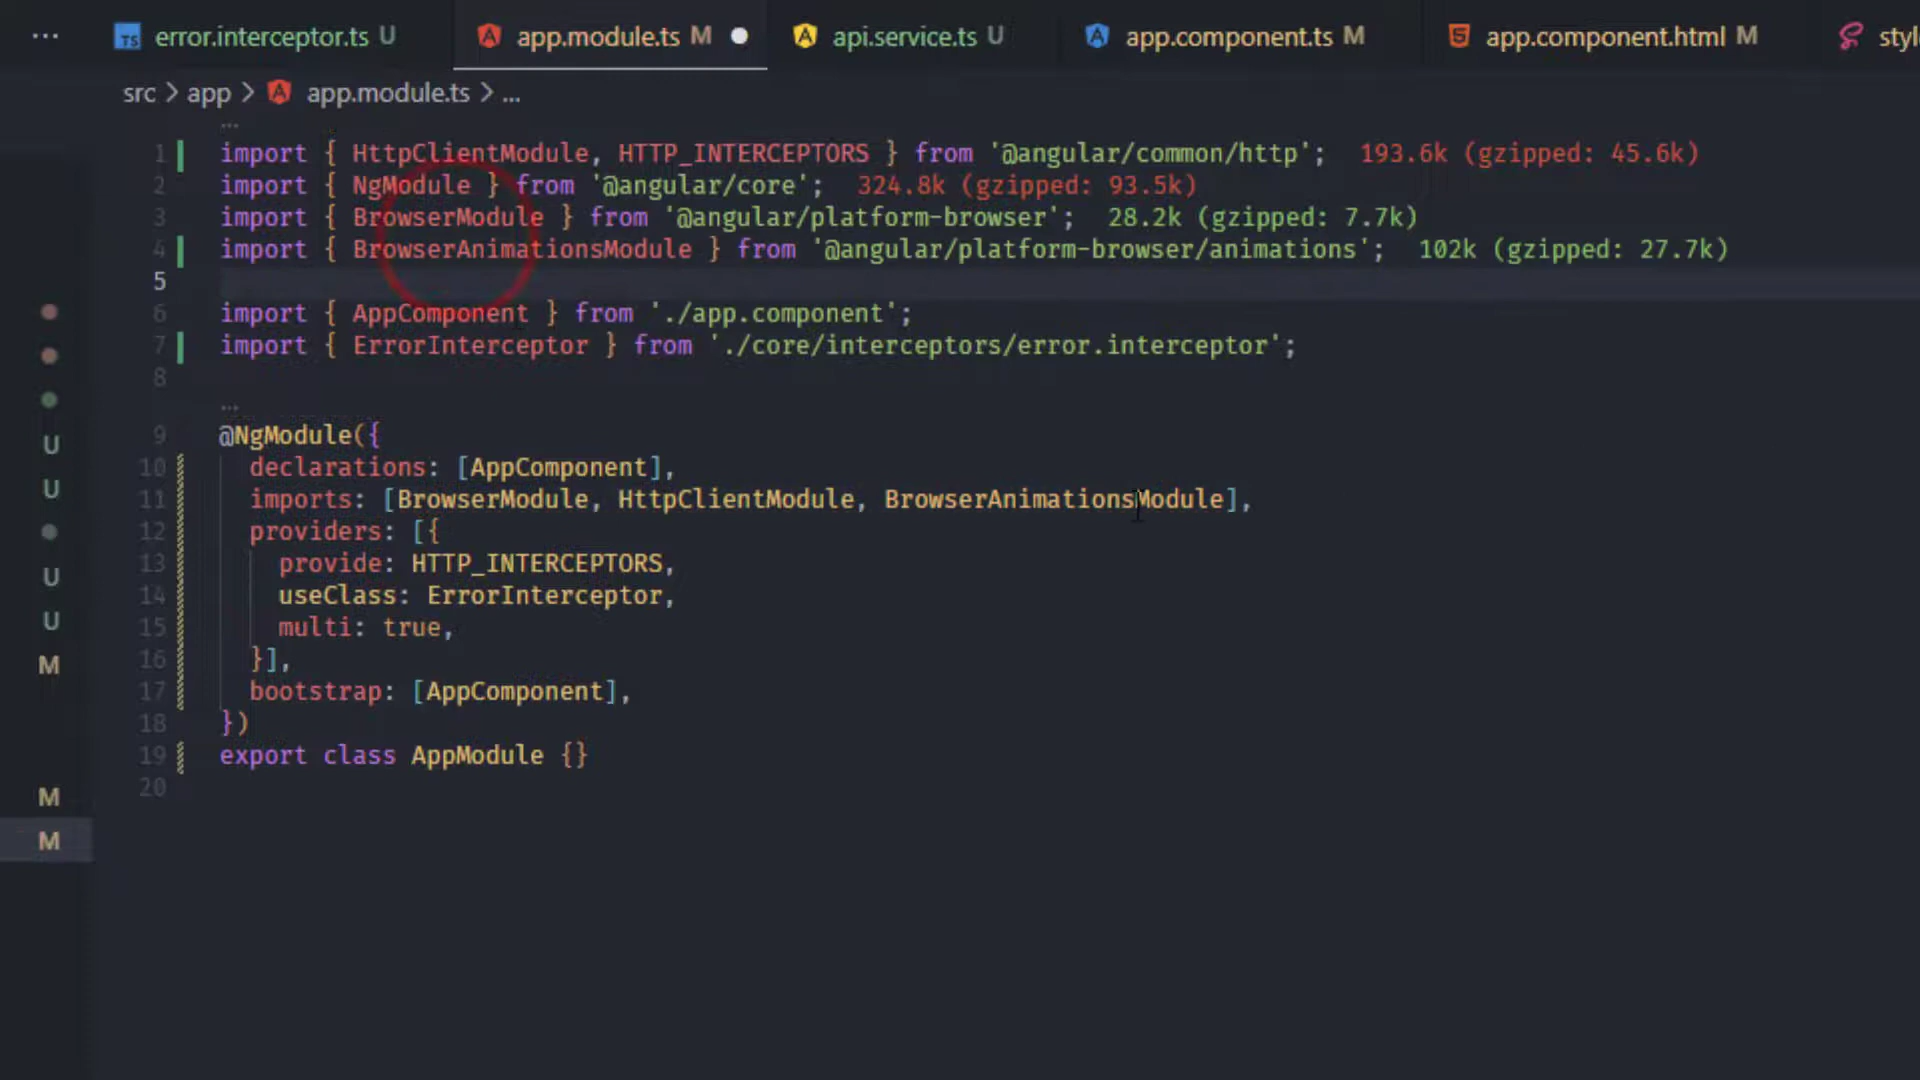 ... TS error.interceptor.ts U app.module.ts M api.service.ts U app.component.ts M 5 app.component.html M
src > app > app.module.ts > ...
...
1 import { HttpClientModule, HTTP_INTERCEPTORS } from '@angular/common/http'; 193.6k (gzipped: 45.6k)
2 import { NgModule } from '@angular/core'; 324.8k (gzipped: 93.5k)
3 import { BrowserModule } from '@angular/platform-browser'; 28.2k (gzipped: 7.7k)
4 import { BrowserAnimationsModule } from '@angular/platform-browser/animations'; 102k (gzipped: 27.7k)
5
6 import { AppComponent } from './app.component';
7 import { ErrorInterceptor } from './core/interceptors/error.interceptor';
8
...
9 @NgModule({
10 declarations: [AppComponent],
11 imports: [BrowserModule, HttpClientModule, BrowserAnimationsModule],
12 providers: [{
13 provide: HTTP_INTERCEPTORS,
14 useClass: ErrorInterceptor,
15 multi: true,
16 }],
17 bootstrap: [AppComponent],
18 })
19 export class AppModule {}
20
U
U
U
U
M
M
M